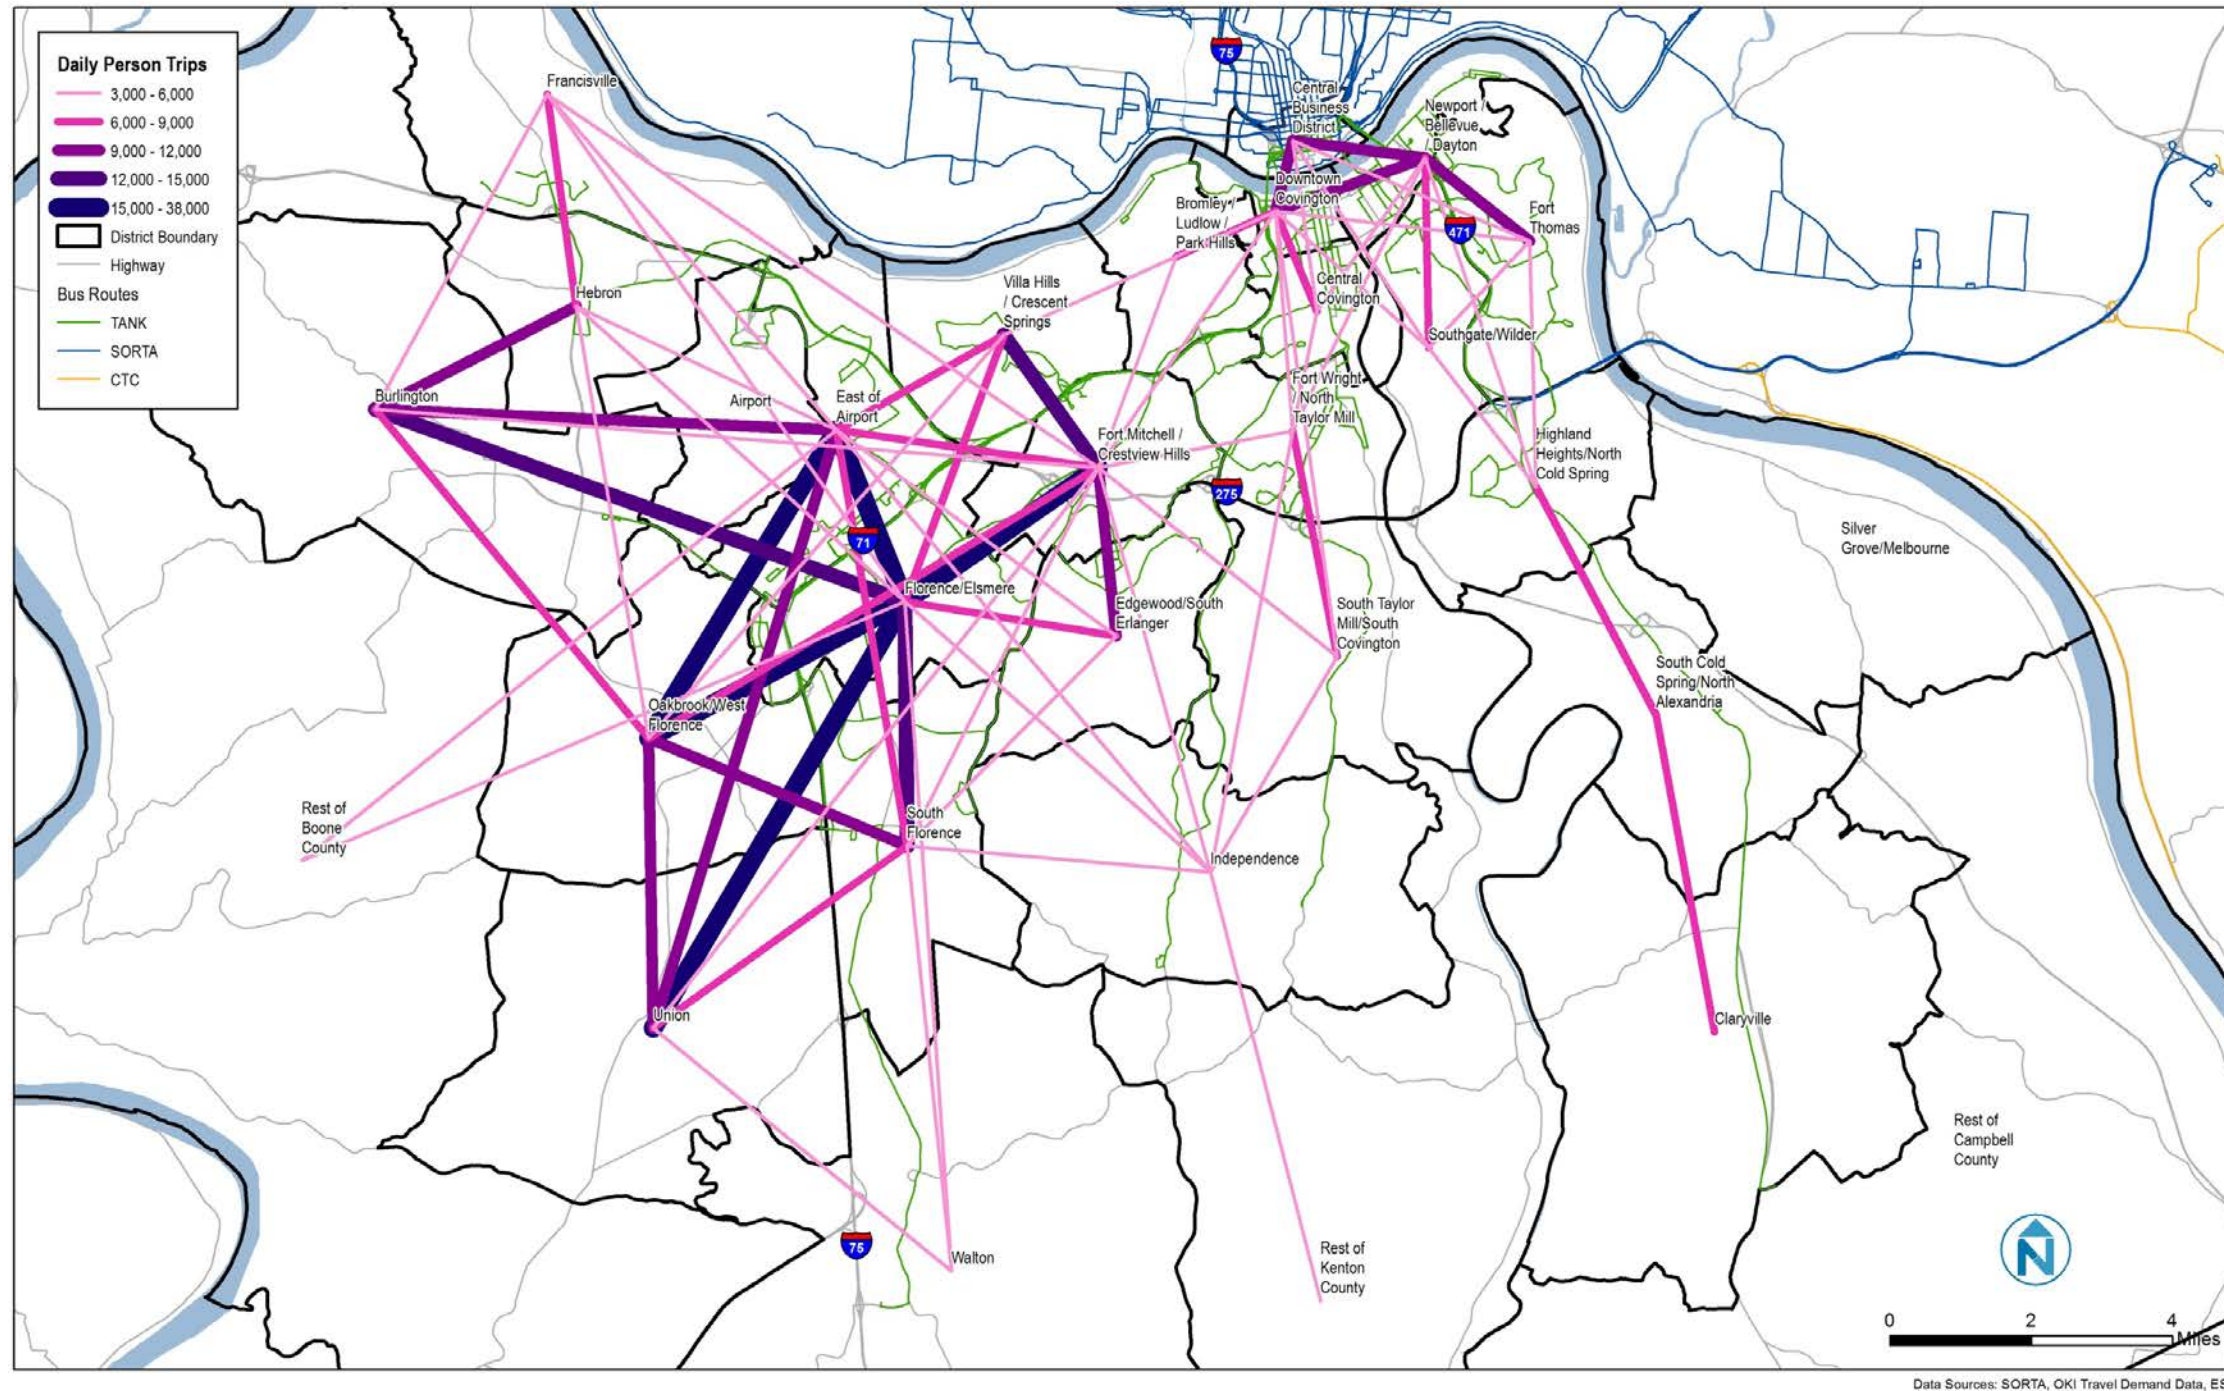 Daily Person Trips
3,000 - 6,000
6,000 - 9,000
9,000 - 12,000
12,000 - 15,000
15,000 - 38,000
District Boundary
Highway
Bus Routes
TANK
SORTA
CTC
Francisville
75
Central
Business
District
Newport /
Bellevue
/ Dayton
Downtown
Covington
Bromley /
Ludlow /
Park Hills
Fort
Thomas
471
Hebron
Villa Hills
/ Crescent
Springs
Central
Covington
Southgate/Wilder
Burlington
Airport
East of
Airport
Fort Wright
/ North
Taylor Mill
Fort Mitchell /
Crestview Hills
Highland
Heights/North
Cold Spring
275
71
Silver
Grove/Melbourne
Florence/Elsmere
Edgewood/South
Erlanger
South Taylor
Mill/South
Covington
South Cold
Spring/North
Alexandria
Oakbrook/West
Florence
Rest of
Boone
County
South
Florence
Independence
Union
Claryville
Rest of
Campbell
County
75
Walton
Rest of
Kenton
County
N
0 2 4
Miles
Data Sources: SORTA, OKI Travel Demand Data, ES